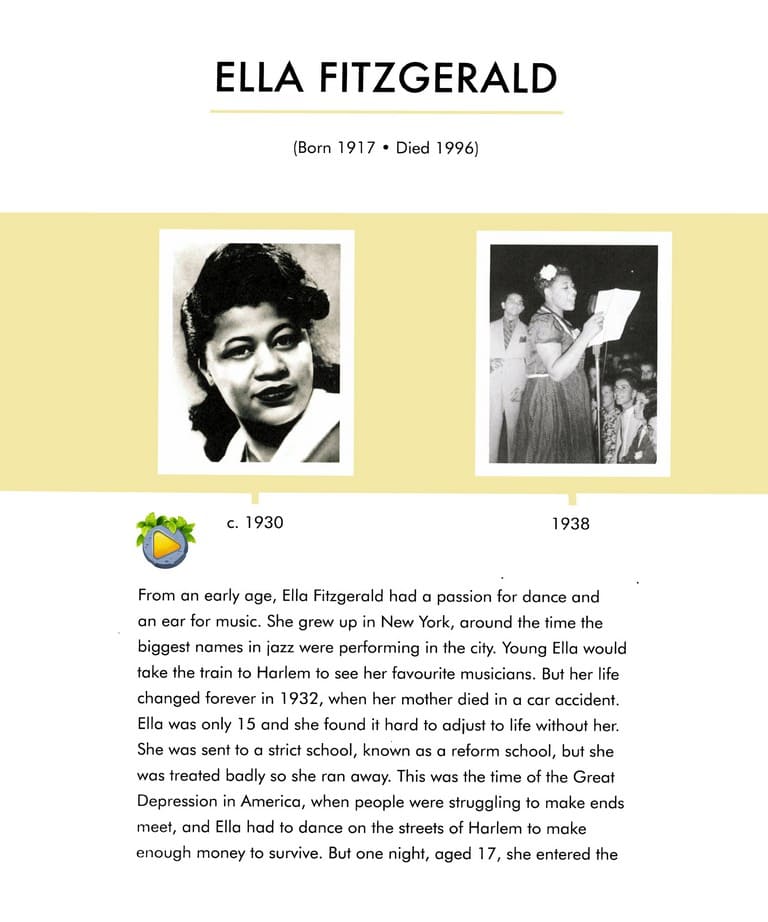 ELLA FITZGERALD
(Born 1917 • Died 1996)
c. 1930
1938
From an early age, Ella Fitzgerald had a passion for dance and
an ear for music. She grew up in New York, around the time the
biggest names in jazz were performing in the city. Young Ella would
take the train to Harlem to see her favourite musicians. But her life
changed forever in 1932, when her mother died in a car accident.
Ella was only 15 and she found it hard to adjust to life without her.
She was sent to a strict school, known as a reform school, but she
was treated badly so she ran away. This was the time of the Great
Depression in America, when people were struggling to make ends
meet, and Ella had to dance on the streets of Harlem to make
enough money to survive. But one night, aged 17, she entered the